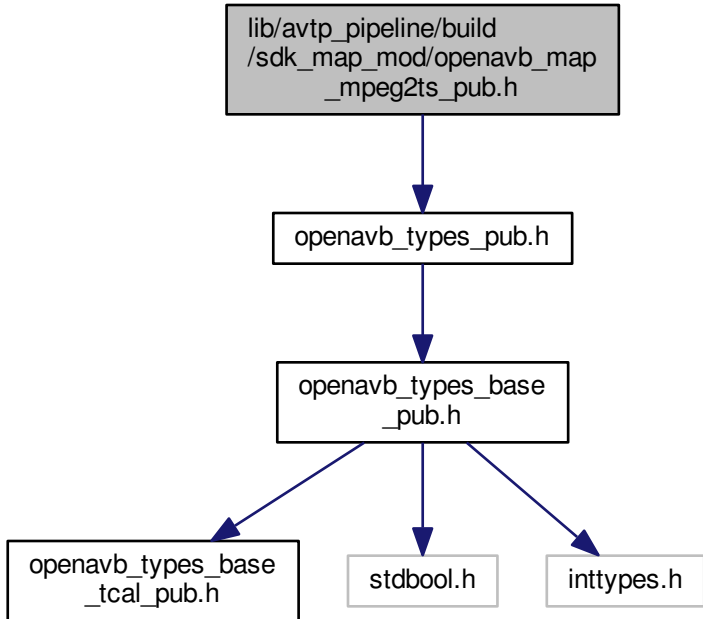 lib/avtp_pipeline/build
/sdk_map_mod/openavb_map
_mpeg2ts_pub.h
openavb_types_pub.h
openavb_types_base
_pub.h
openavb_types_base
_tcal_pub.h
stdbool.h
inttypes.h